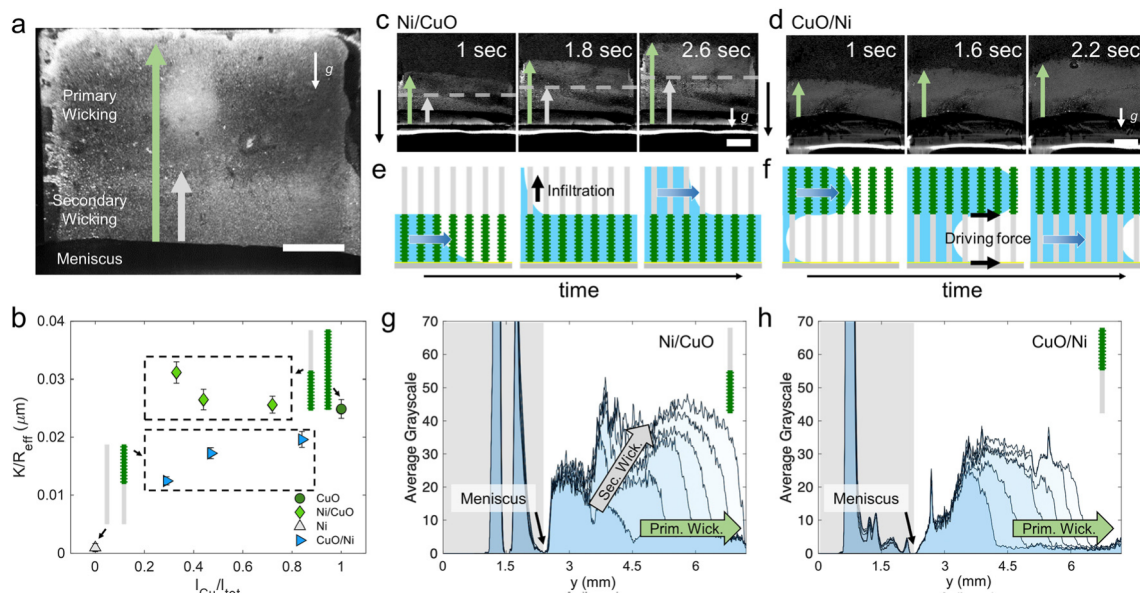 a
g
Primary
Wicking
Secondary
Wicking
Meniscus
c
Ni/CuO
1 sec
1.8 sec
2.6 sec
g
d
CuO/Ni
1 sec
1.6 sec
2.2 sec
g
e
Infiltration
time
f
Driving force
time
b
K/Reff (μm)
0.04
0.03
0.02
0.01
0
0
0.2
0.4
0.6
0.8
1
CuO
Ni/CuO
Ni
CuO/Ni
g
Ni/CuO
Average Grayscale
70
60
50
40
30
20
10
0
Meniscus
Sec. Wick.
Prim. Wick.
0
1.5
3
4.5
6
y (mm)
h
CuO/Ni
Average Grayscale
70
60
50
40
30
20
10
0
Meniscus
Prim. Wick.
0
1.5
3
4.5
6
y (mm)